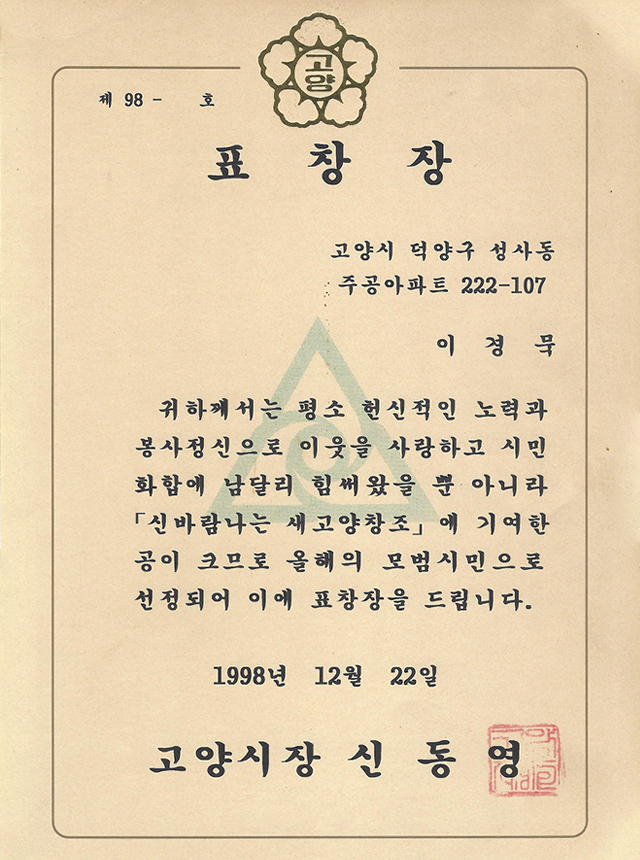 고양
제 98 - 호
표 창 장
고양시 덕양구 성사동
주공아파트 222-107
이 경 묵
귀하께서는 평소 헌신적인 노력과
봉사정신으로 이웃을 사랑하고 시민
화합에 남달리 힘써왔을 뿐 아니라
「신바람나는 새고양창조」에 기여한
공이 크므로 올해의 모범시민으로
선정되어 이에 표창장을 드립니다.
1998년 12월 22일
고양시장 신 동 영